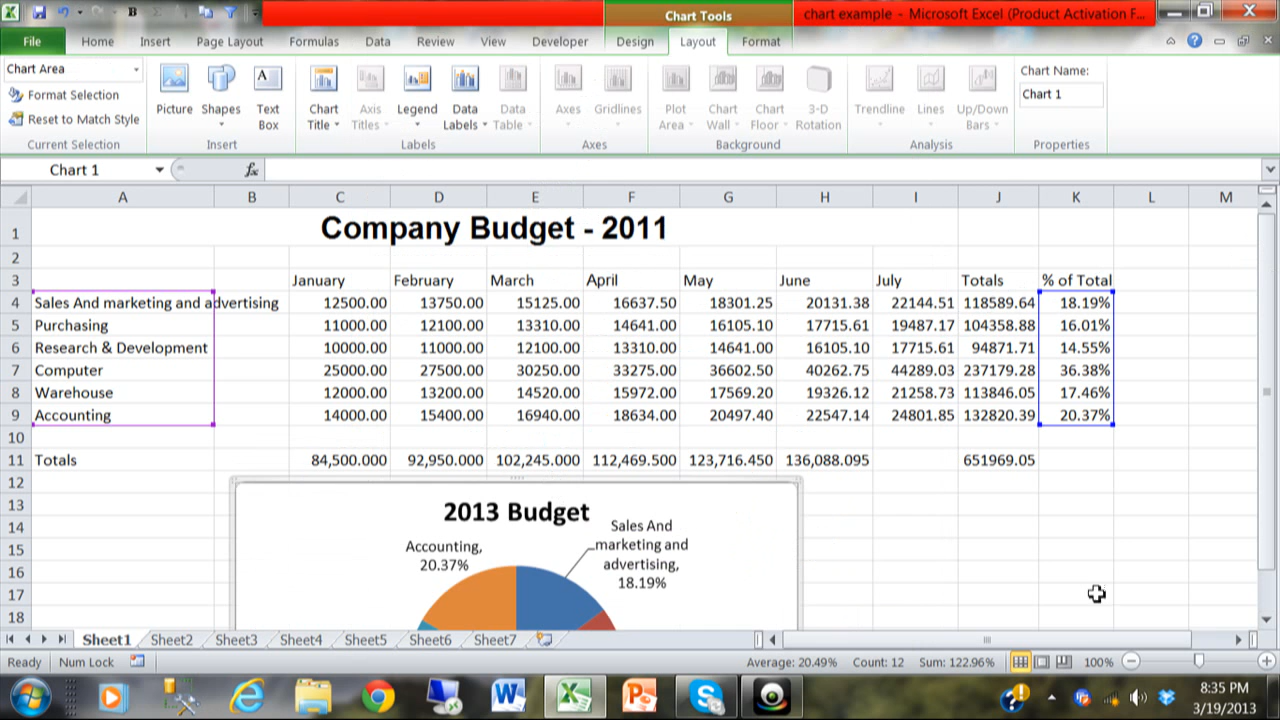 Chart Tools
chart example - Microsoft Excel (Product Activation F...
File Home Insert Page Layout Formulas Data Review View Developer Design Layout Format
Chart Area
Format Selection
Reset to Match Style
Current Selection
Picture Shapes Text Box
Insert
Chart Title Axis Titles Legend Data Labels Data Table
Labels
Axes Gridlines
Axes
Plot Area Chart Wall Chart Floor 3-D Rotation
Background
Trendline Lines Up/Down Bars
Analysis
Chart Name:
Chart 1
Properties
Chart 1 fx
A B C D E F G H I J K L M
1 Company Budget - 2011
2
3 January February March April May June July Totals % of Total
4 Sales And marketing and advertising 12500.00 13750.00 15125.00 16637.50 18301.25 20131.38 22144.51 118589.64 18.19%
5 Purchasing 11000.00 12100.00 13310.00 14641.00 16105.10 17715.61 19487.17 104358.88 16.01%
6 Research & Development 10000.00 11000.00 12100.00 13310.00 14641.00 16105.10 17715.61 94871.71 14.55%
7 Computer 25000.00 27500.00 30250.00 33275.00 36602.50 40262.75 44289.03 237179.28 36.38%
8 Warehouse 12000.00 13200.00 14520.00 15972.00 17569.20 19326.12 21258.73 113846.05 17.46%
9 Accounting 14000.00 15400.00 16940.00 18634.00 20497.40 22547.14 24801.85 132820.39 20.37%
10
11 Totals 84,500.000 92,950.000 102,245.000 112,469.500 123,716.450 136,088.095 651969.05
12
13
14
15
16
17
18
2013 Budget
Sales And
marketing and
advertising,
18.19%
Accounting,
20.37%
Sheet1 Sheet2 Sheet3 Sheet4 Sheet5 Sheet6 Sheet7
Ready Num Lock Average: 20.49% Count: 12 Sum: 122.96% 100%
8:35 PM
3/19/2013